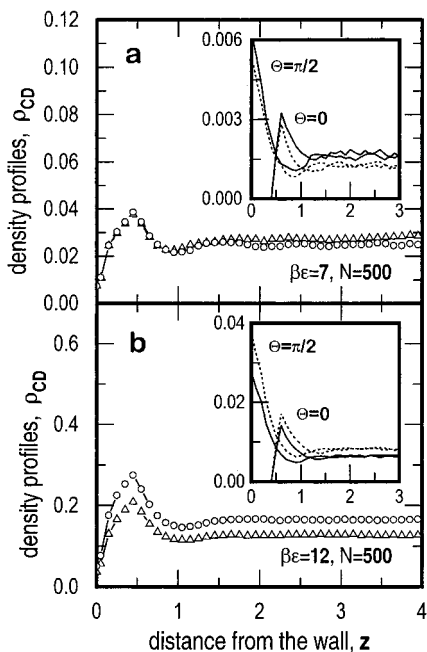 0.12
0.10
0.08
0.06
0.04
0.02
0.00
density profiles, ρCD
a
0.006
0.003
0.000
Θ=π/2
Θ=0
0 1 2 3
βε=7, N=500
0.6
0.4
0.2
0.0
density profiles, ρCD
b
0.04
0.02
0.00
Θ=π/2
Θ=0
0 1 2 3
βε=12, N=500
0 1 2 3 4
distance from the wall, z